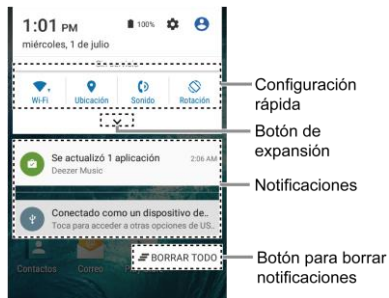 1:01 PM
100%
miércoles, 1 de julio
Wi-Fi
Ubicación
Sonido
Rotación
Configuración
rápida
Botón de
expansión
Se actualizó 1 aplicación 2:06 AM
Deezer Music
Notificaciones
Conectado como un dispositivo de..
Toca para acceder a otras opciones de US..
BORRAR TODO
Botón para borrar
notificaciones
Contactos
Correo